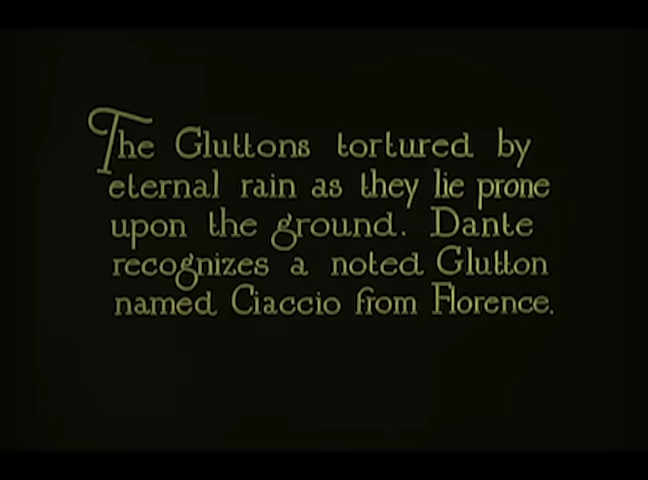 The Gluttons tortured by
eternal rain as they lie prone
upon the ground. Dante
recognizes a noted Glutton
named Ciaccio from Florence.